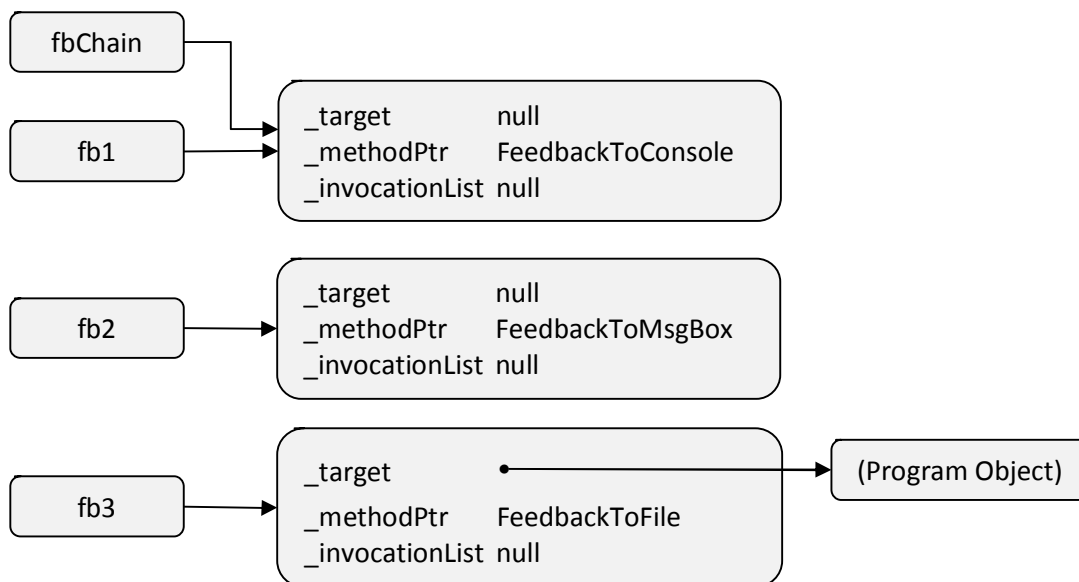 fbChain
_target null
fb1
_methodPtr FeedbackToConsole
_invocationList null
_target null
fb2
_methodPtr FeedbackToMsgBox
_invocationList null
_target
(Program Object)
fb3
_methodPtr FeedbackToFile
_invocationList null